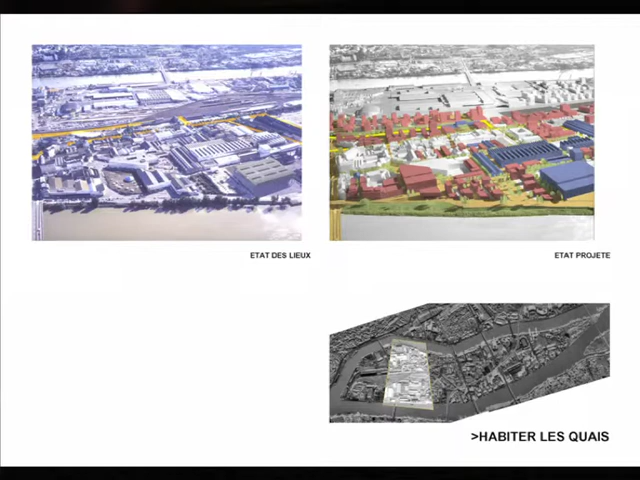 ETAT DES LIEUX
ETAT PROJETE
>HABITER LES QUAIS